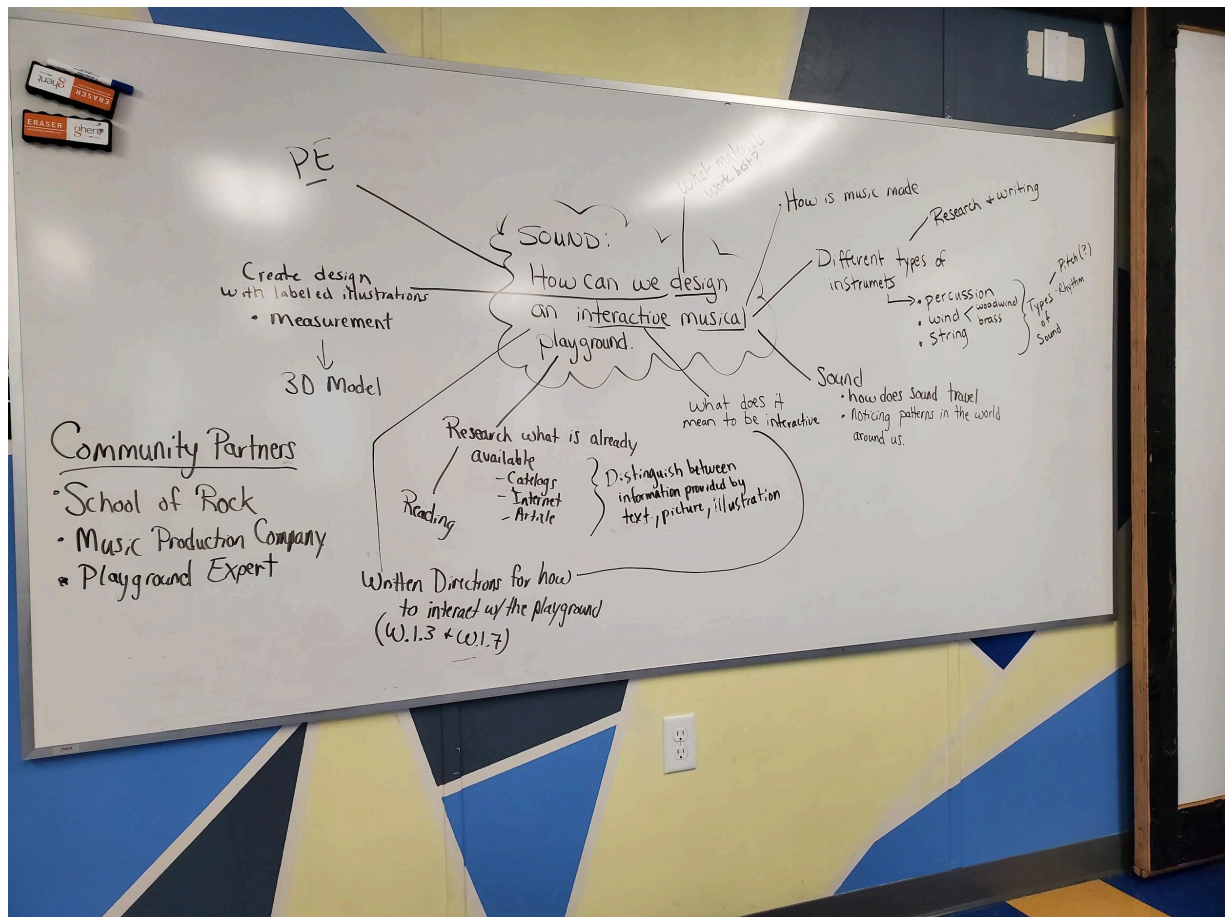 ghent
ERASER
ERASER ghent
PE
What materials
work best?
SOUND:
How can we design
an interactive musical
playground.
How is music made
Research + writing
Different types of
instrumets
• percussion
• wind < woodwind
brass
• string
Types
of
Sound
Pitch(?)
-Rhythm
Create design
with labeled illustrations
• measurement
3D Model
Sound
• how does sound travel
• Noticing patterns in the world
around us.
What does it
mean to be interactive
Research what is already
available
- Catelogs
- Internet
- Article
Reading
Distinguish between
information provided by
text, picture, illustration
Community Partners
• School of Rock
• Music Production Company
• Playground Expert
Written Directions for how
to interact w/ the playground
(W.1.3 + W.1.7)